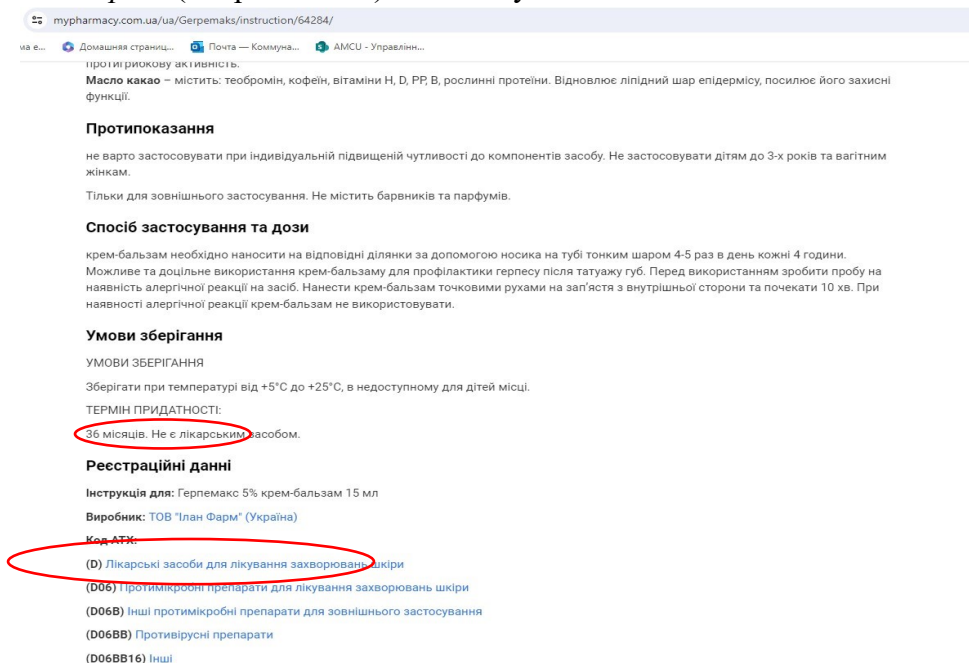 mypharmacy.com.ua/ua/Gerpemaks/instruction/64284/
ма е... Домашняя страниц... Почта — Коммуна... AMCU - Управлінн...
протигрибкову активність.
Масло какао – містить: теобромін, кофеїн, вітаміни Н, D, РР, В, рослинні протеїни. Відновлює ліпідний шар епідермісу, посилює його захисні
функції.
Протипоказання
не варто застосовувати при індивідуальній підвищеній чутливості до компонентів засобу. Не застосовувати дітям до 3-х років та вагітним
жінкам.
Тільки для зовнішнього застосування. Не містить барвників та парфумів.
Спосіб застосування та дози
крем-бальзам необхідно наносити на відповідні ділянки за допомогою носика на тубі тонким шаром 4-5 раз в день кожні 4 години.
Можливе та доцільне використання крем-бальзаму для профілактики герпесу після татуажу губ. Перед використанням зробити пробу на
наявність алергічної реакції на засіб. Нанести крем-бальзам точковими рухами на зап'ястя з внутрішньої сторони та почекати 10 хв. При
наявності алергічної реакції крем-бальзам не використовувати.
Умови зберігання
УМОВИ ЗБЕРІГАННЯ
Зберігати при температурі від +5°С до +25°С, в недоступному для дітей місці.
ТЕРМІН ПРИДАТНОСТІ:
36 місяців. Не є лікарським засобом.
Реєстраційні данні
Інструкція для: Герпемакс 5% крем-бальзам 15 мл
Виробник: ТОВ "Ілан Фарм" (Україна)
Код АТХ:
(D) Лікарські засоби для лікування захворювань шкіри
(D06) Протимікробні препарати для лікування захворювань шкіри
(D06B) Інші протимікробні препарати для зовнішнього застосування
(D06BB) Противірусні препарати
(D06BB16) Інші